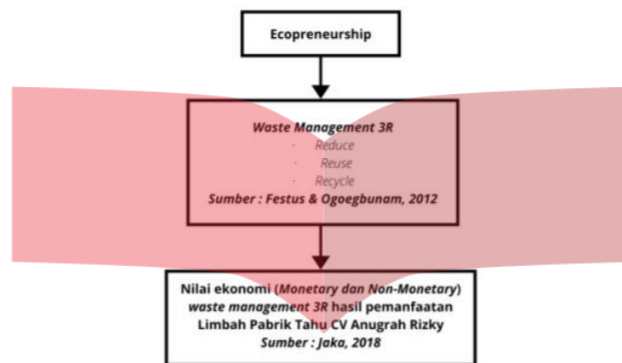 Ecopreneurship
Waste Management 3R
· Reduce
· Reuse
· Recycle
Sumber : Festus & Ogoegbunam, 2012
Nilai ekonomi (Monetary dan Non-Monetary)
waste management 3R hasil pemanfaatan
Limbah Pabrik Tahu CV Anugrah Rizky
Sumber : Jaka, 2018